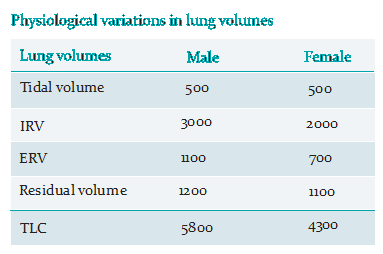 Physiological variations in lung volumes
Lung volumes Male Female
Tidal volume 500 500
IRV 3000 2000
ERV 1100 700
Residual volume 1200 1100
TLC 5800 4300